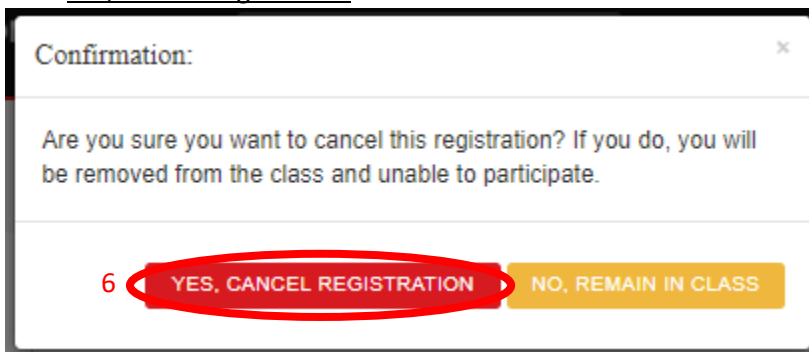 Confirmation:
×
Are you sure you want to cancel this registration? If you do, you will
be removed from the class and unable to participate.
6 YES, CANCEL REGISTRATION NO, REMAIN IN CLASS